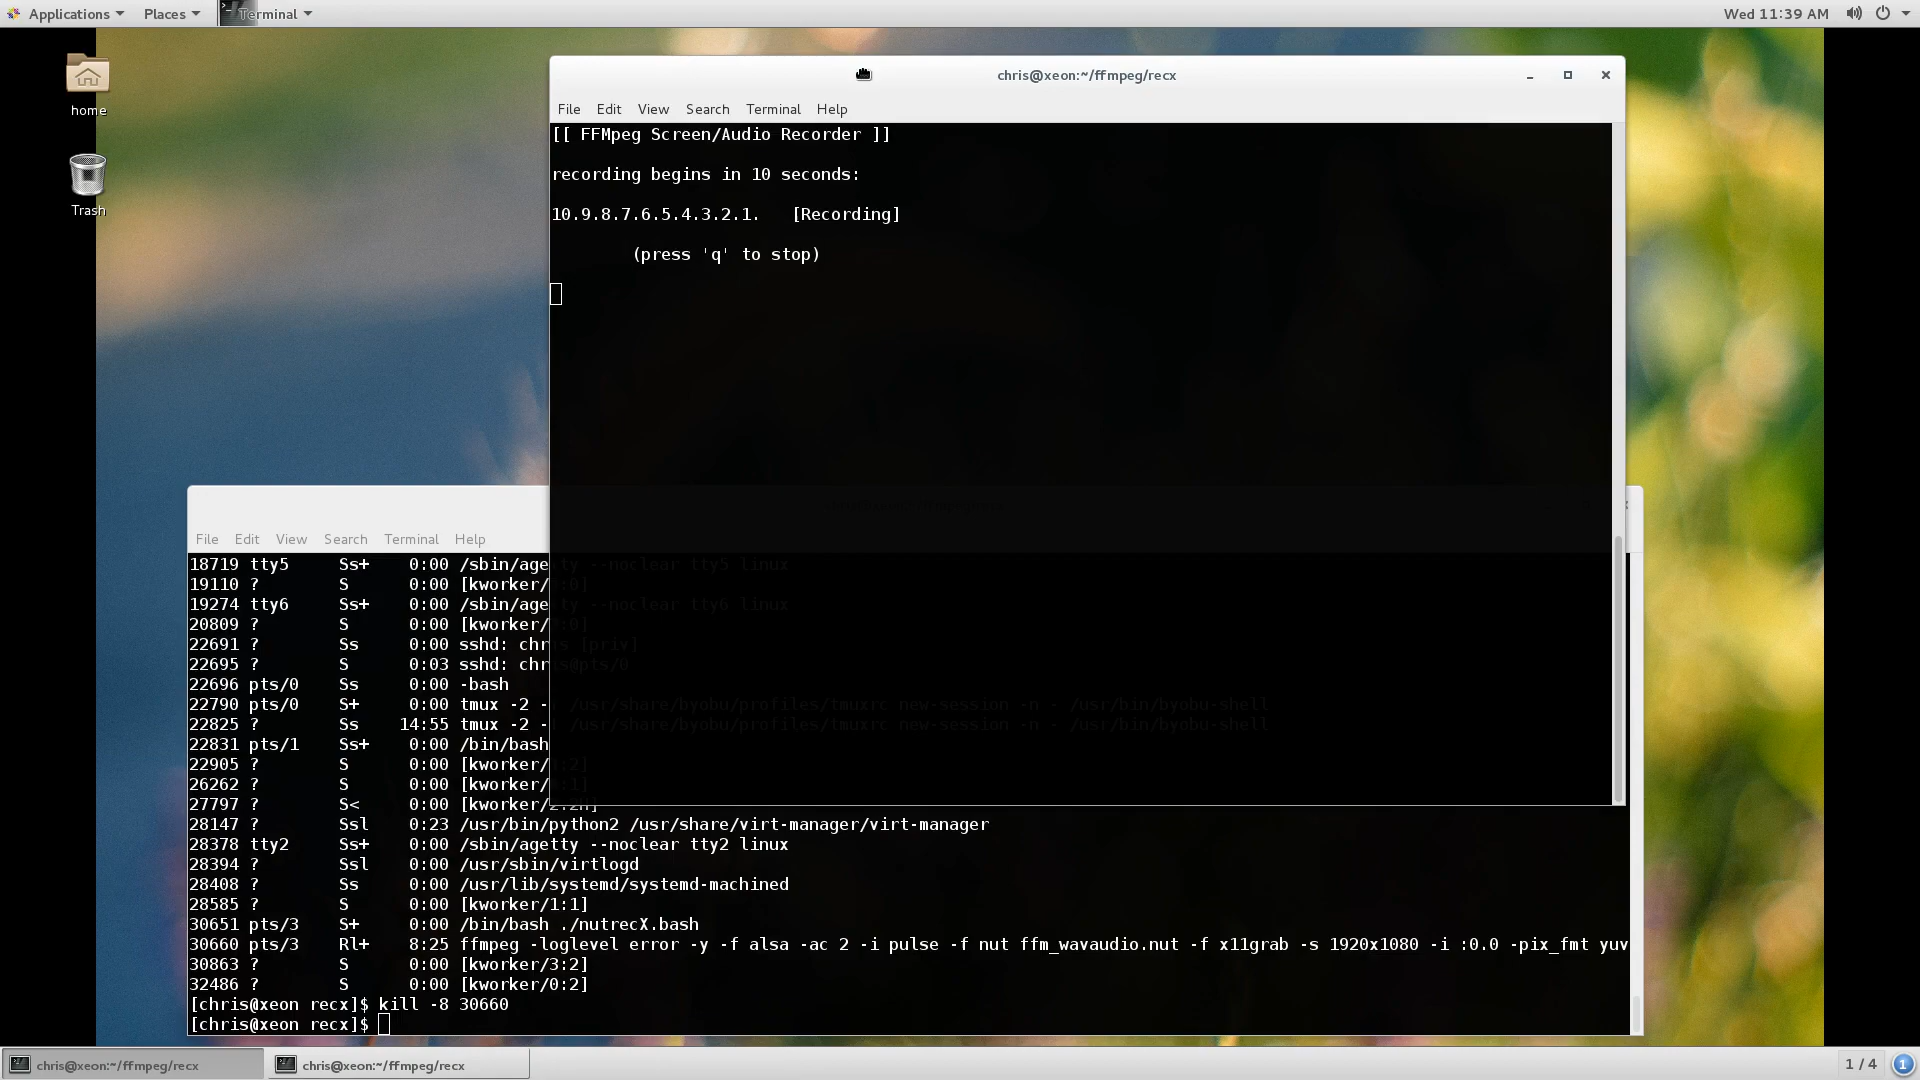 Applications Places Terminal Wed 11:39 AM
home
Trash
chris@xeon:~/ffmpeg/recx
File Edit View Search Terminal Help
[[ FFMpeg Screen/Audio Recorder ]]
recording begins in 10 seconds:
10.9.8.7.6.5.4.3.2.1.   [Recording]
(press 'q' to stop)
File Edit View Search Terminal Help
18719 tty5     Ss+    0:00 /sbin/agetty --noclear tty5 linux
19110 ?        S      0:00 [kworker/
19274 tty6     Ss+    0:00 /sbin/agetty --noclear tty6 linux
20809 ?        S      0:00 [kworker/
22691 ?        Ss     0:00 sshd: chris [priv]
22695 ?        S      0:03 sshd: chris@pts/0
22696 pts/0    Ss     0:00 -bash
22790 pts/0    S+     0:00 tmux -2 - /usr/share/byobu/profiles/tmuxrc new-session -n - /usr/bin/byobu-shell
22825 ?        Ss    14:55 tmux -2 - /usr/share/byobu/profiles/tmuxrc new-session -n - /usr/bin/byobu-shell
22831 pts/1    Ss+    0:00 /bin/bash
22905 ?        S      0:00 [kworker/
26262 ?        S      0:00 [kworker/
27797 ?        S<     0:00 [kworker/2:2H]
28147 ?        Ssl    0:23 /usr/bin/python2 /usr/share/virt-manager/virt-manager
28378 tty2     Ss+    0:00 /sbin/agetty --noclear tty2 linux
28394 ?        Ssl    0:00 /usr/sbin/virtlogd
28408 ?        Ss     0:00 /usr/lib/systemd/systemd-machined
28585 ?        S      0:00 [kworker/1:1]
30651 pts/3    S+     0:00 /bin/bash ./nutrecX.bash
30660 pts/3    Rl+    8:25 ffmpeg -loglevel error -y -f alsa -ac 2 -i pulse -f nut ffm_wavaudio.nut -f x11grab -s 1920x1080 -i :0.0 -pix_fmt yuv
30863 ?        S      0:00 [kworker/3:2]
32486 ?        S      0:00 [kworker/0:2]
[chris@xeon recx]$ kill -8 30660
[chris@xeon recx]$
chris@xeon:~/ffmpeg/recx chris@xeon:~/ffmpeg/recx 1 / 4 1